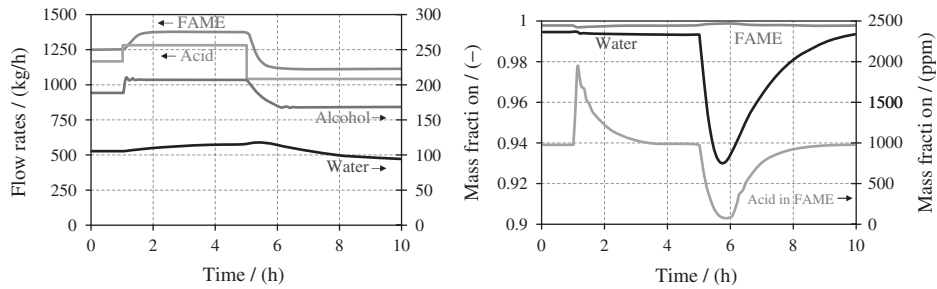 1500
1250
1000
750
500
250
0
Flow rates / (kg/h)
FAME
Acid
Alcohol
Water
300
250
200
150
100
50
0
0 2 4 6 8 10
Time / (h)
1
0.98
0.96
0.94
0.92
0.9
Mass fracti on / (–)
Water
FAME
Acid in FAME
2500
2000
1500
1000
500
0
Mass fracti on / (ppm)
0 2 4 6 8 10
Time / (h)